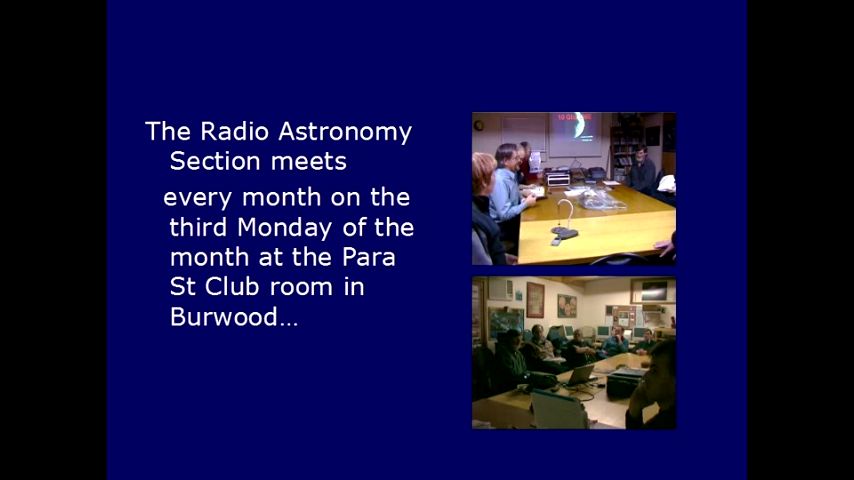 The Radio Astronomy
Section meets
every month on the
third Monday of the
month at the Para
St Club room in
Burwood…